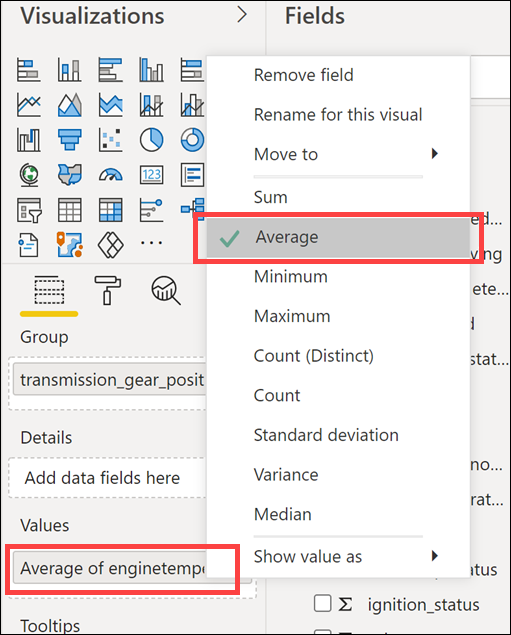 Visualizations
Fields
Remove field
Rename for this visual
Move to
Sum
Average
Minimum
Maximum
Count (Distinct)
Count
Standard deviation
Variance
Median
Show value as
123
Group
transmission_gear_posit
Details
Add data fields here
Values
Average of enginetempe
Tooltips
ed...
ving
ete...
d
stat...
no...
rat...
atus
ignition_status